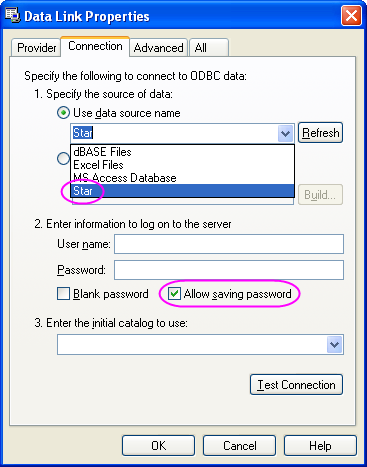 Data Link Properties
Provider Connection Advanced All
Specify the following to connect to ODBC data:
1. Specify the source of data:
Use data source name
Star Refresh
dBASE Files
Excel Files
MS Access Database
Star
Build...
2. Enter information to log on to the server
User name:
Password:
Blank password Allow saving password
3. Enter the initial catalog to use:
Test Connection
OK Cancel Help